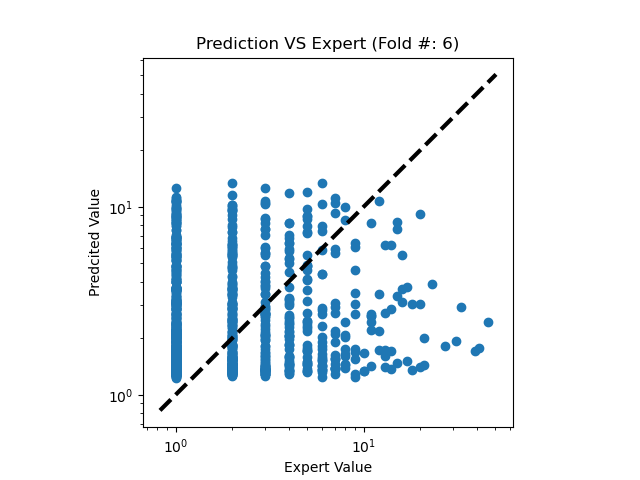 Prediction VS Expert (Fold #: 6)
Predcited Value
10¹
10⁰
10⁰
10¹
Expert Value